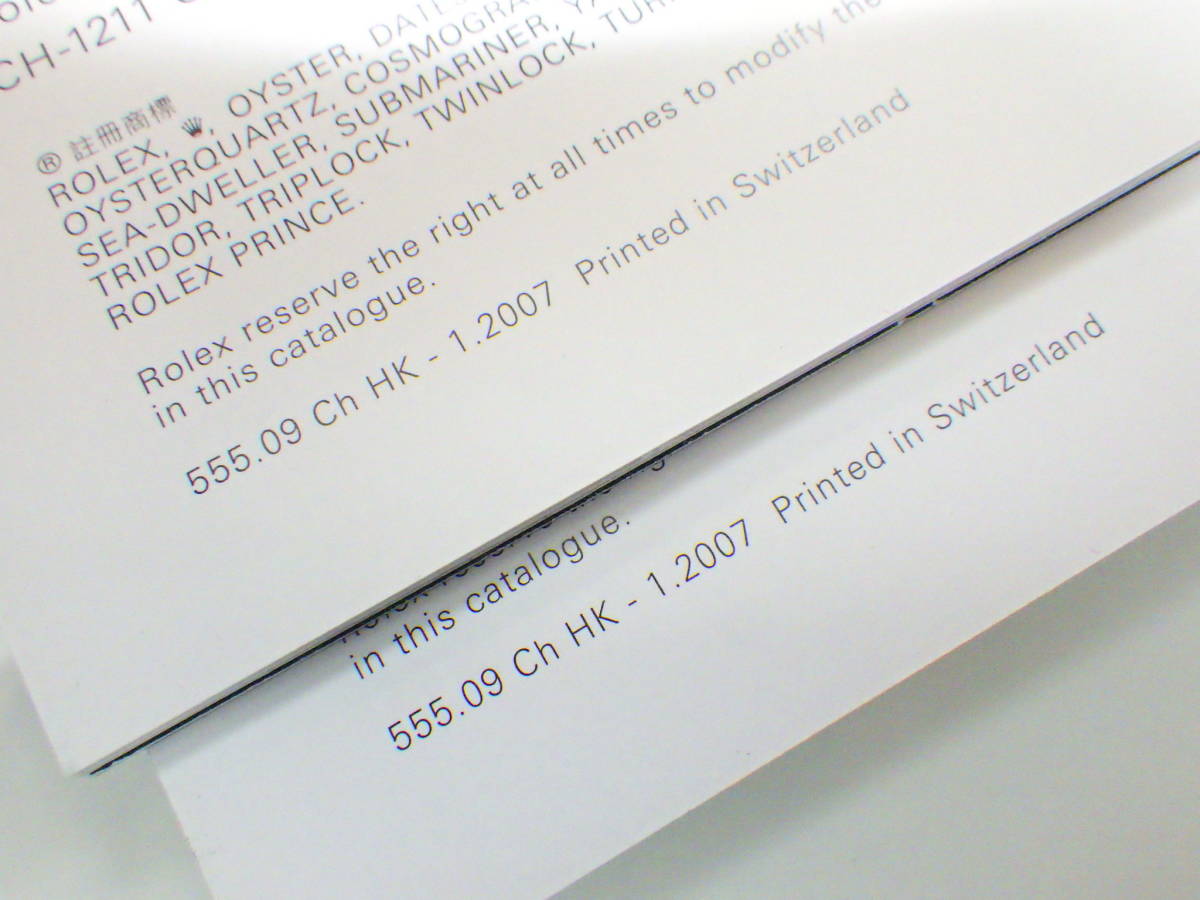 CH-1211
® 註冊商標
ROLEX, , OYSTER,
OYSTERQUARTZ,
SEA-DWELLER, SUBMARINER,
TRIDOR, TRIPLOCK, TWINLOCK,
ROLEX PRINCE.
Rolex reserve the right at all times to modify the
in this catalogue.
555.09 Ch HK - 1.2007 Printed in Switzerland
in this catalogue.
555.09 Ch HK - 1.2007 Printed in Switzerland